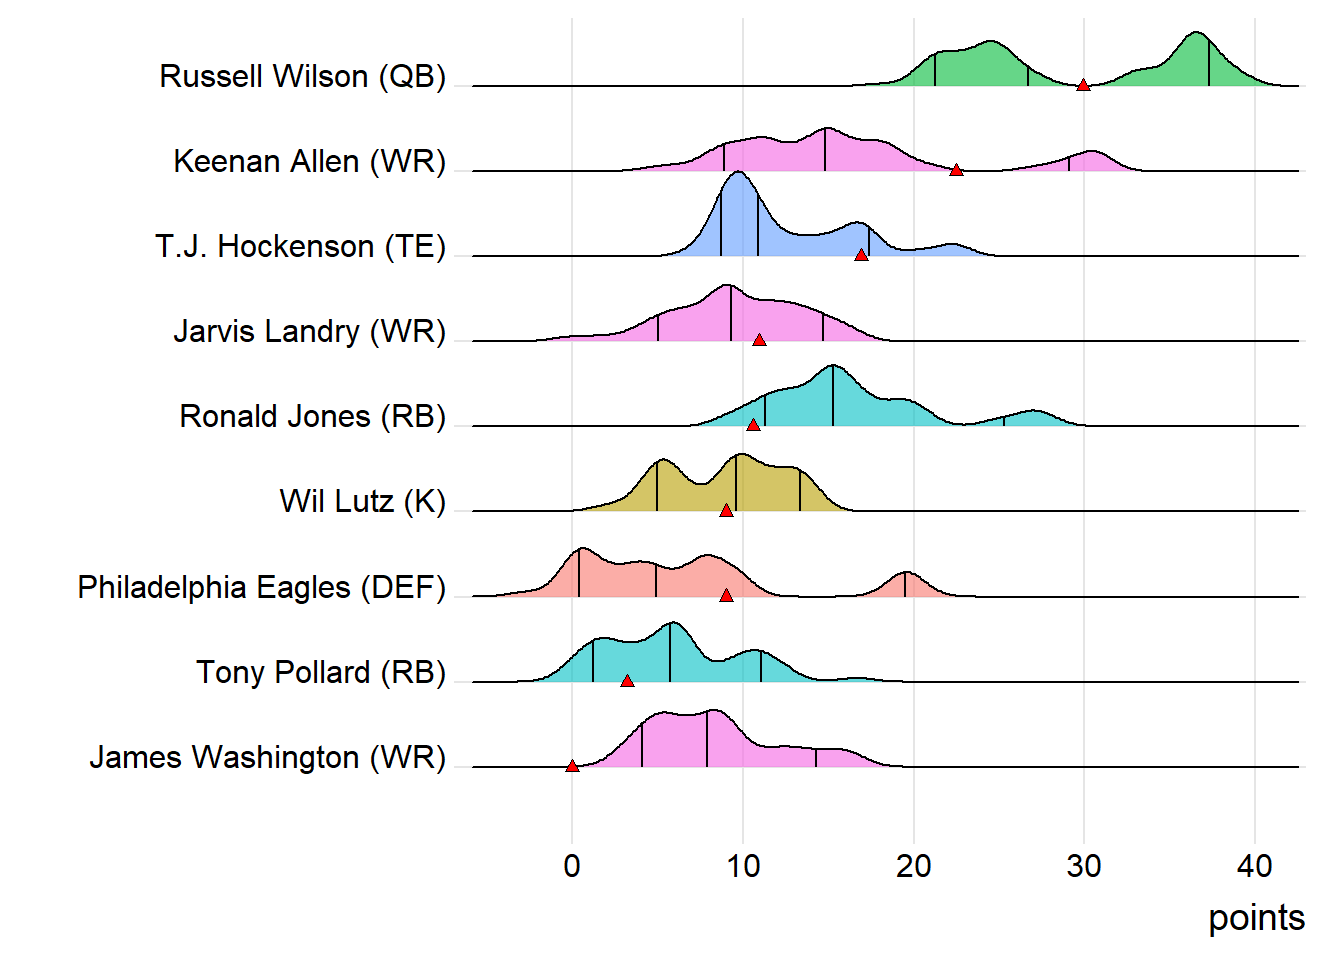 Russell Wilson (QB)
Keenan Allen (WR)
T.J. Hockenson (TE)
Jarvis Landry (WR)
Ronald Jones (RB)
Wil Lutz (K)
Philadelphia Eagles (DEF)
Tony Pollard (RB)
James Washington (WR)
0 10 20 30 40
points